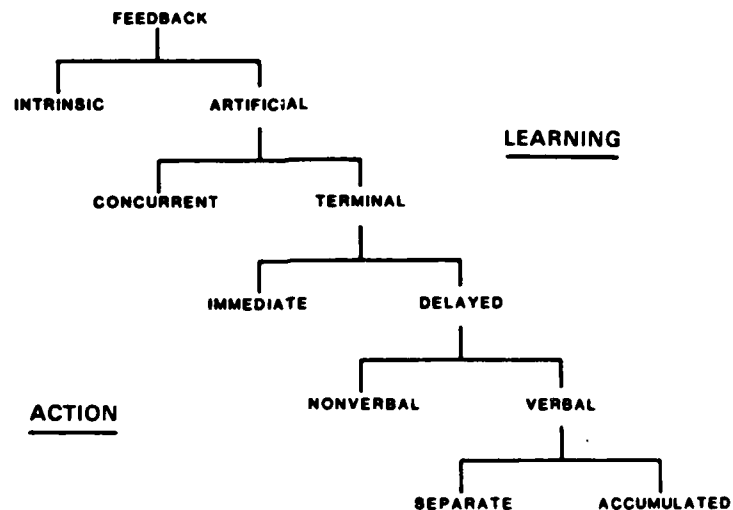 FEEDBACK
INTRINSIC ARTIFICIAL
LEARNING
CONCURRENT TERMINAL
IMMEDIATE DELAYED
NONVERBAL VERBAL
ACTION
SEPARATE ACCUMULATED